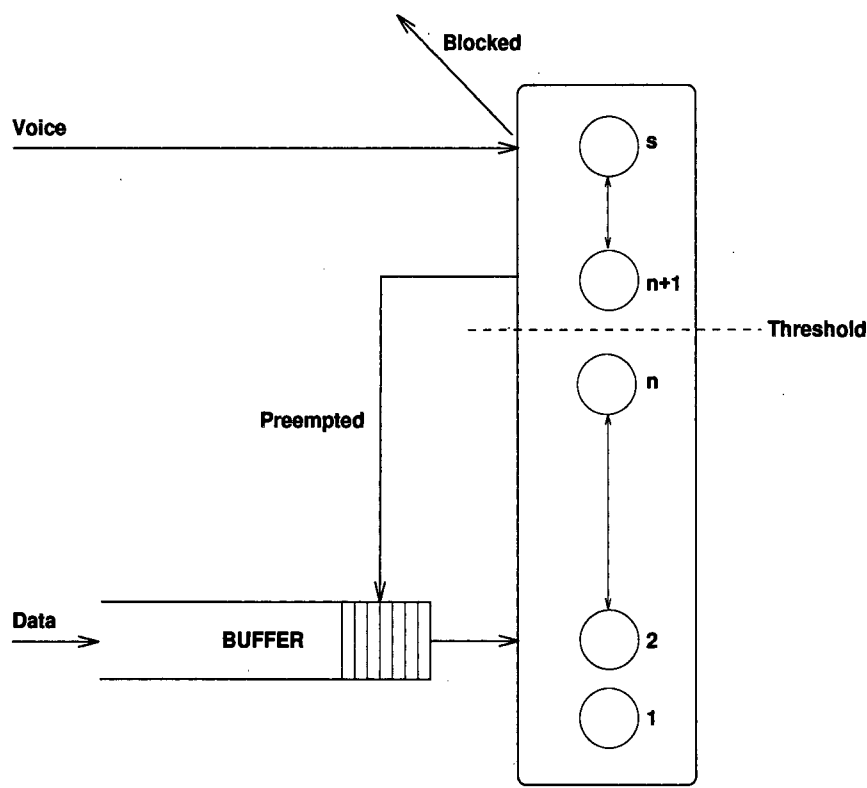 Blocked
Voice
s
n+1
Threshold
n
Preempted
Data
BUFFER
2
1